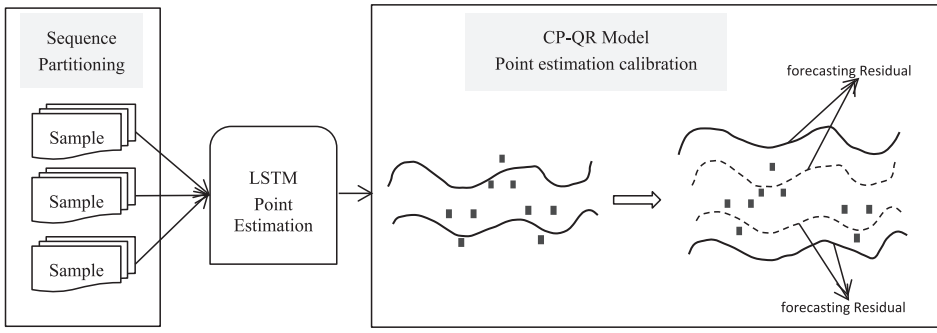 Sequence
Partitioning
Sample
Sample
Sample
LSTM
Point
Estimation
CP-QR Model
Point estimation calibration
forecasting Residual
forecasting Residual